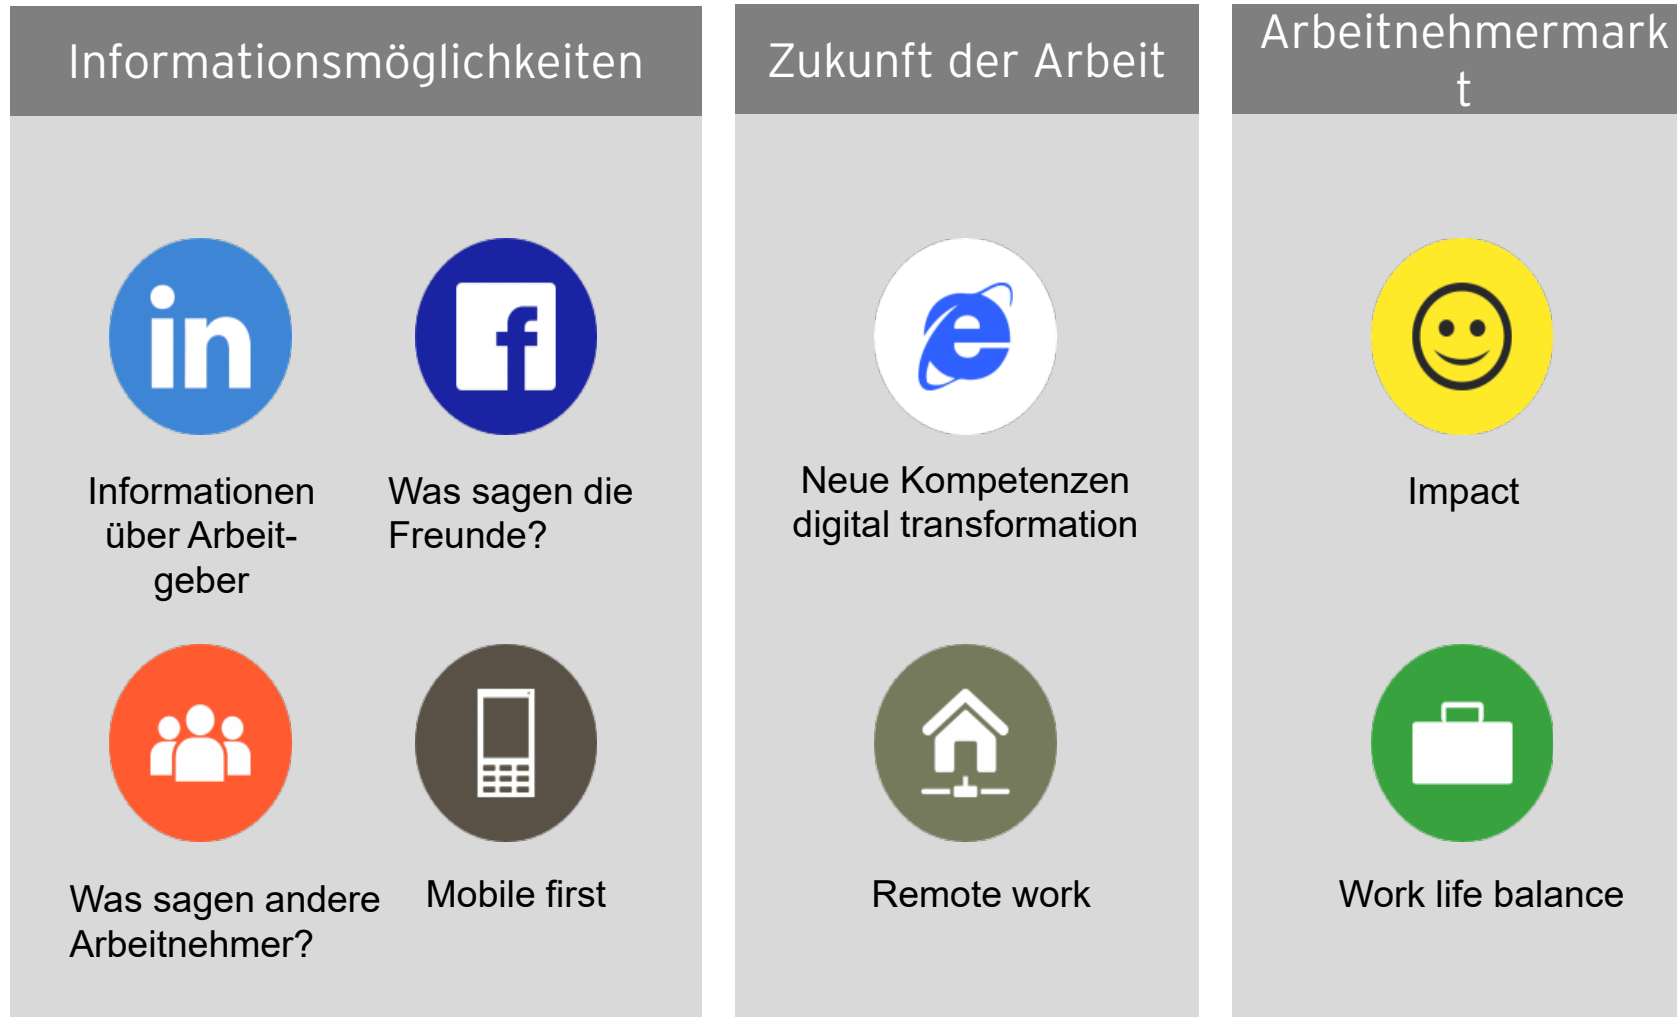 Informationsmöglichkeiten
in
f
Informationen
über Arbeit-
geber
Was sagen die
Freunde?
Was sagen andere
Arbeitnehmer?
Mobile first
Zukunft der Arbeit
e
Neue Kompetenzen
digital transformation
Remote work
Arbeitnehmermark
t
Impact
Work life balance